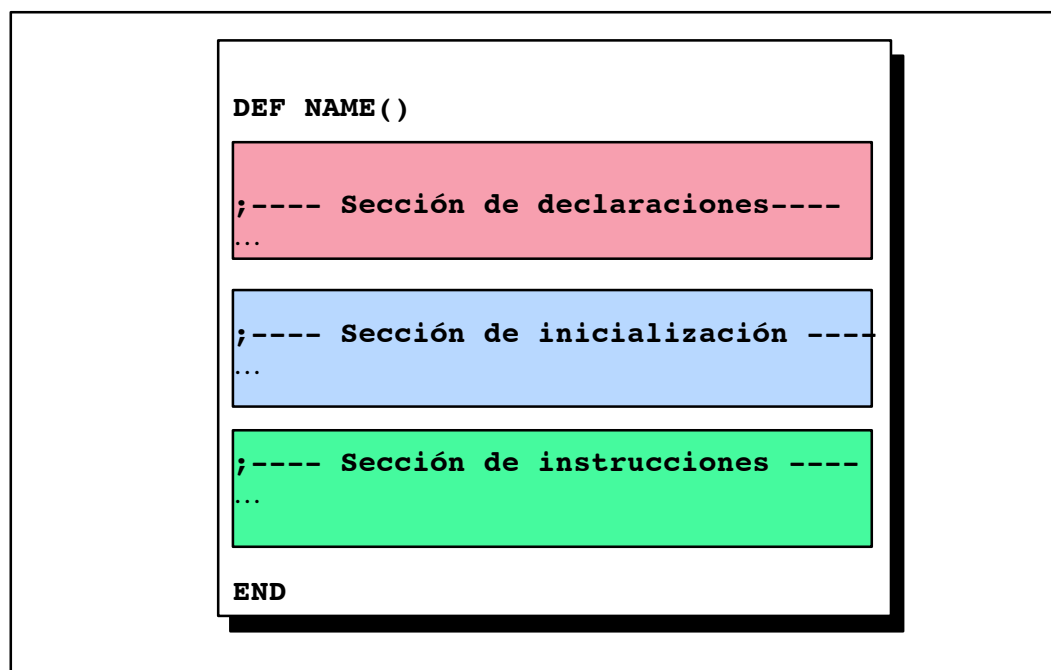 DEF NAME()
;---- Sección de declaraciones----
...
;---- Sección de inicialización ----
...
;---- Sección de instrucciones ----
...
END